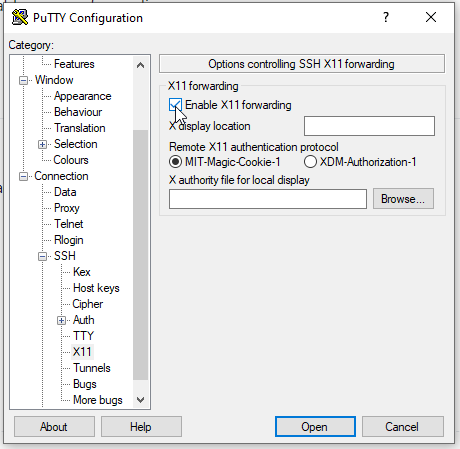 PuTTY Configuration
?
Category:
Features
Window
Appearance
Behaviour
Translation
Selection
Colours
Connection
Data
Proxy
Telnet
Rlogin
SSH
Kex
Host keys
Cipher
Auth
TTY
X11
Tunnels
Bugs
More bugs
Options controlling SSH X11 forwarding
X11 forwarding
Enable X11 forwarding
X display location
Remote X11 authentication protocol
MIT-Magic-Cookie-1 XDM-Authorization-1
X authority file for local display
Browse...
About Help Open Cancel